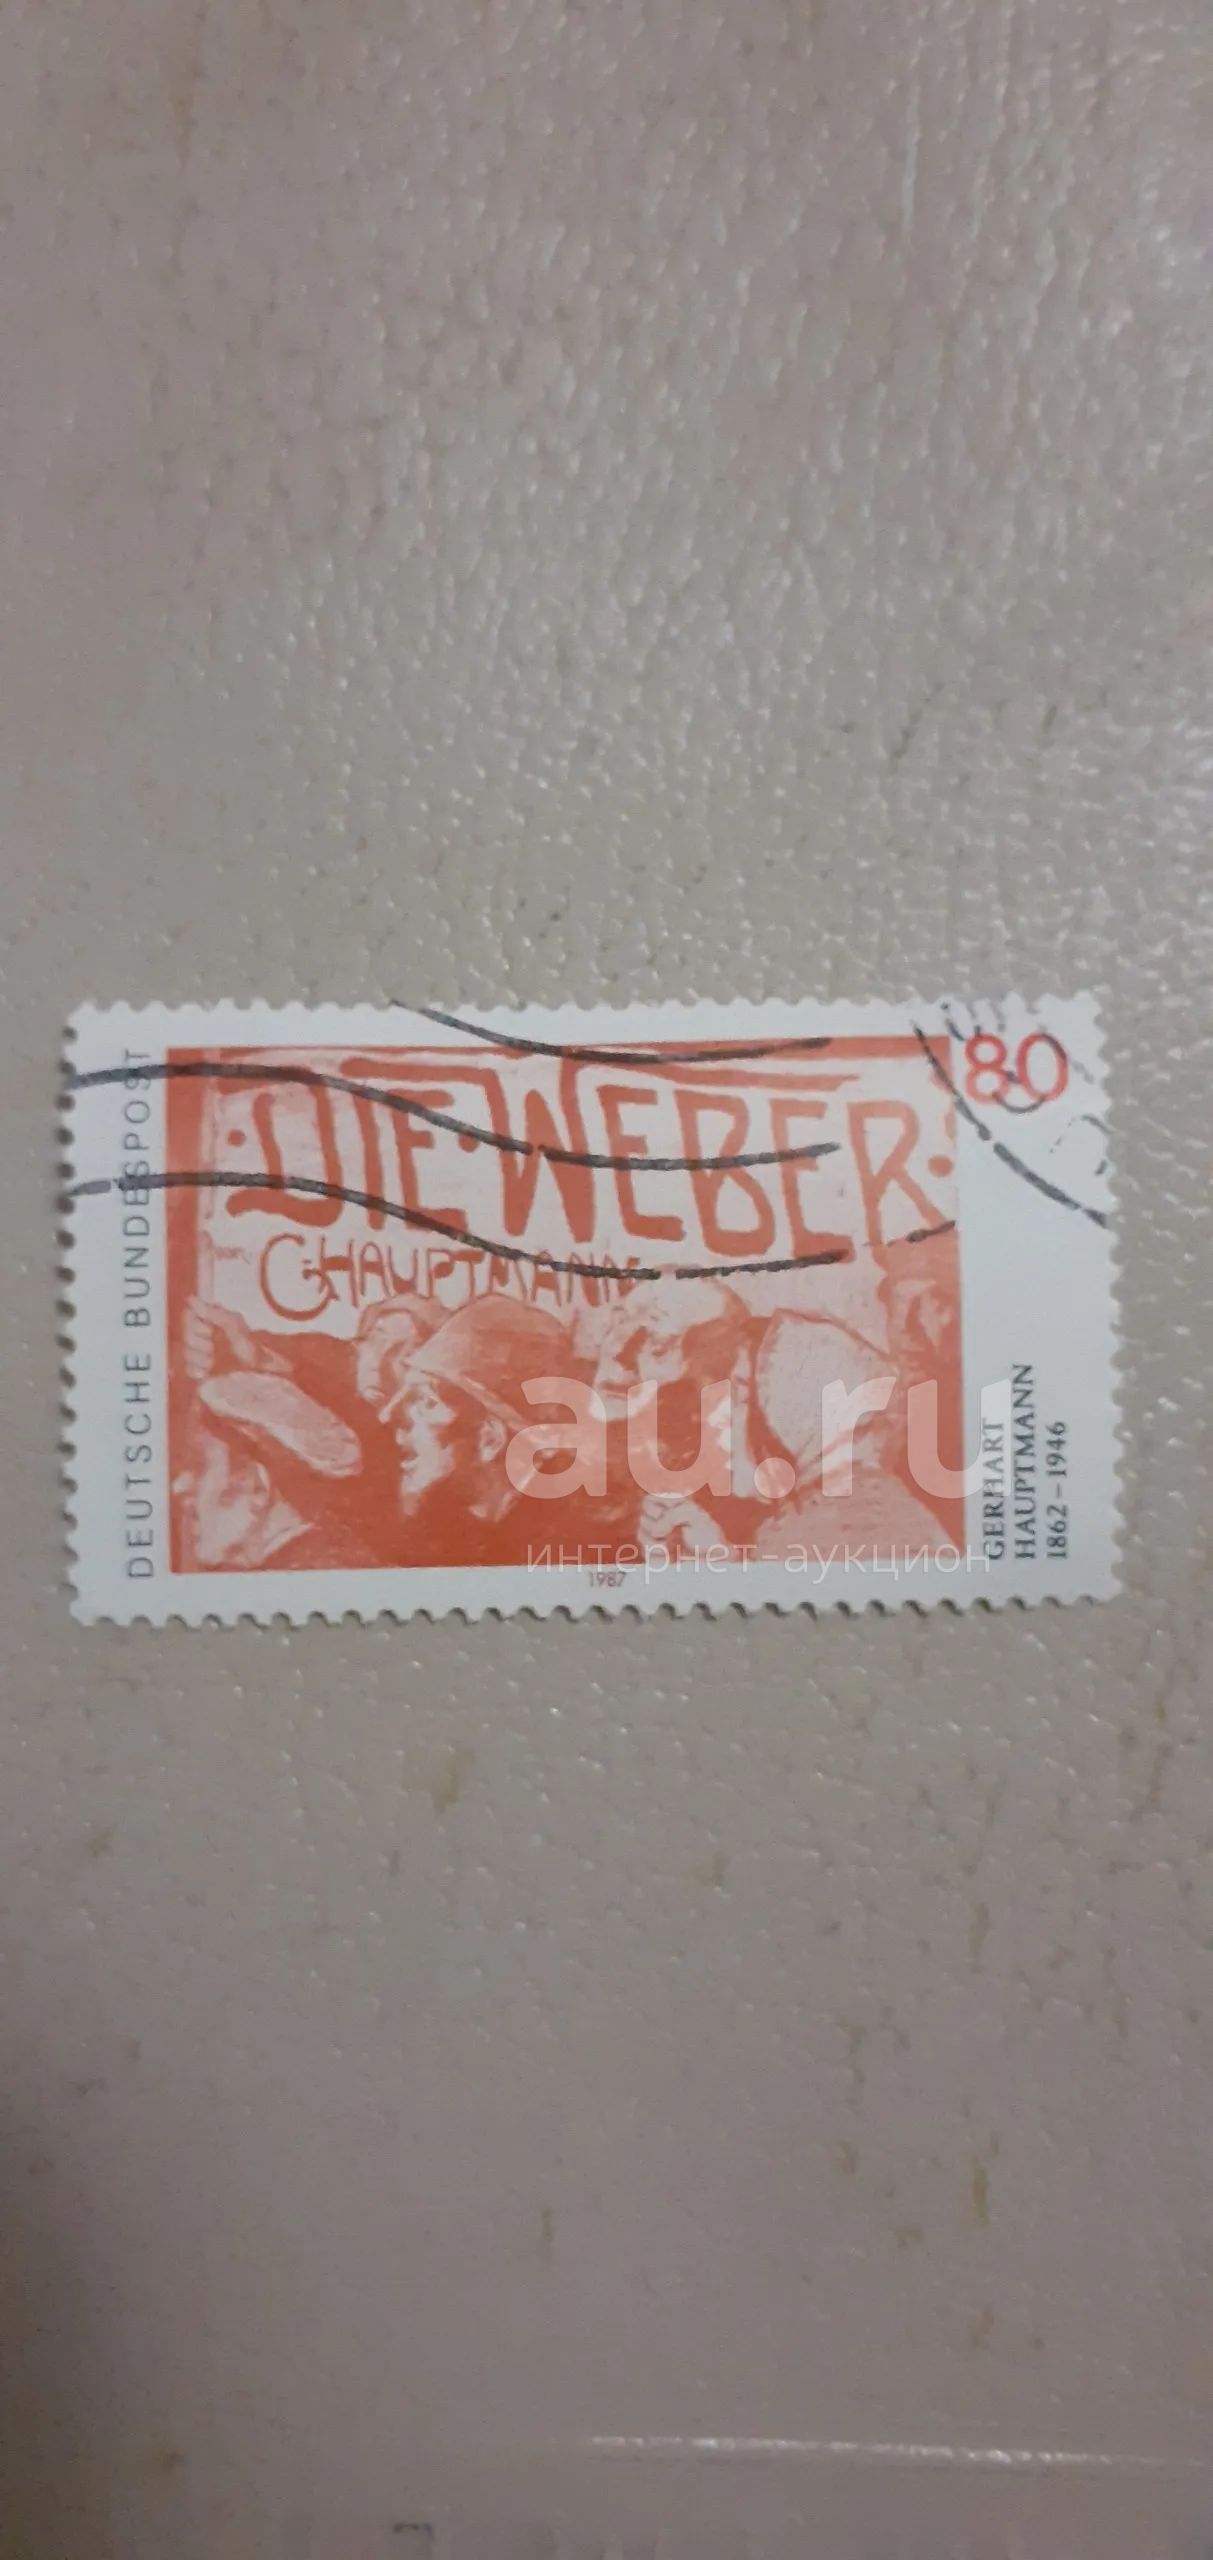 80
DEUTSCHE BUNDESPOST
DIE·WEBER·
G.HAUPTMANN
GERHART
HAUPTMANN
1862–1946
1987
au.ru
интернет-аукцион